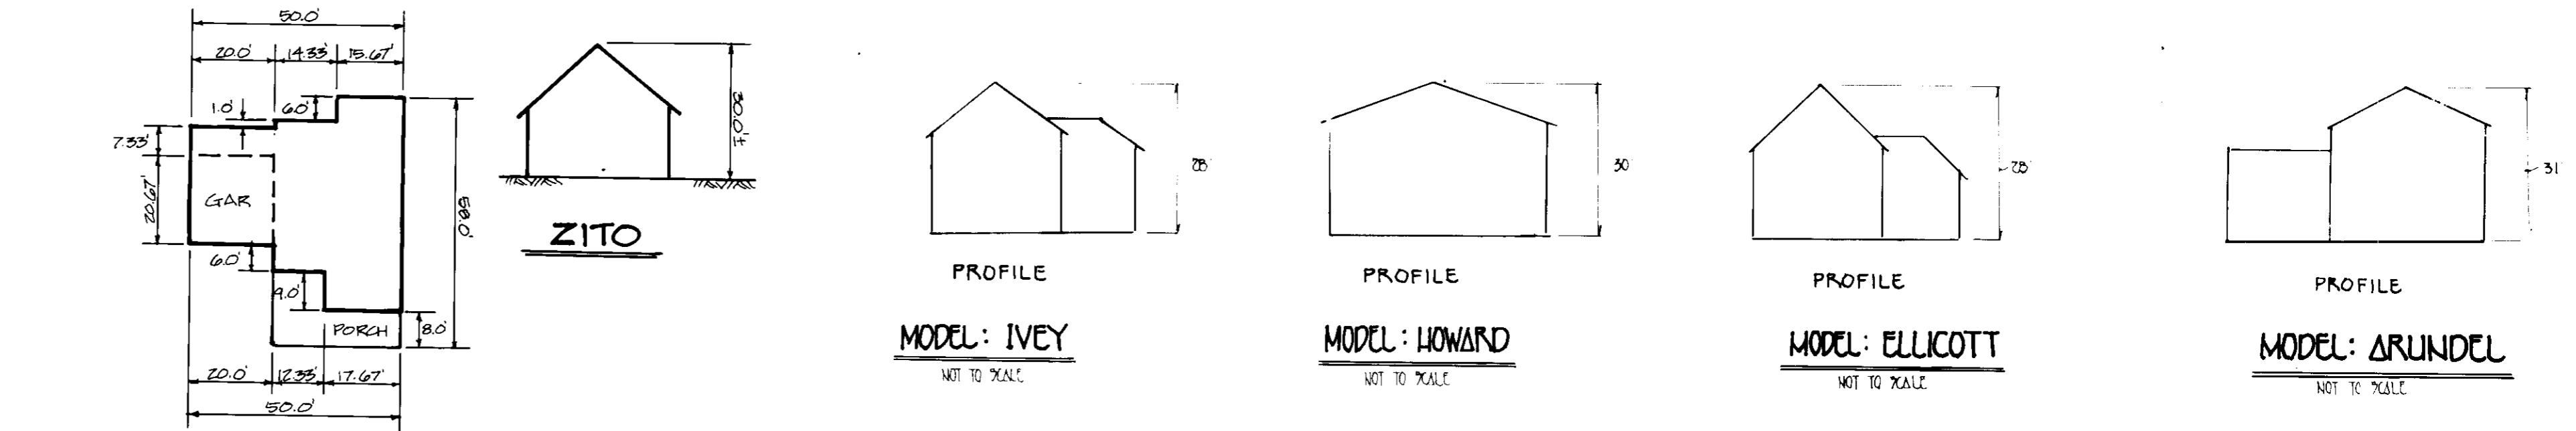 50.0'
20.0' 14.33' 15.67'
1.0' 6.0'
7.33'
20.67'
GAR
6.0'
9.0'
PORCH 8.0'
20.0' 12.33' 17.67'
50.0'
30.0'±
ZITO
28'
PROFILE
MODEL: IVEY
NOT TO SCALE
30'
PROFILE
MODEL: HOWARD
NOT TO SCALE
28'
PROFILE
MODEL: ELLICOTT
NOT TO SCALE
31'
PROFILE
MODEL: ARUNDEL
NOT TO SCALE